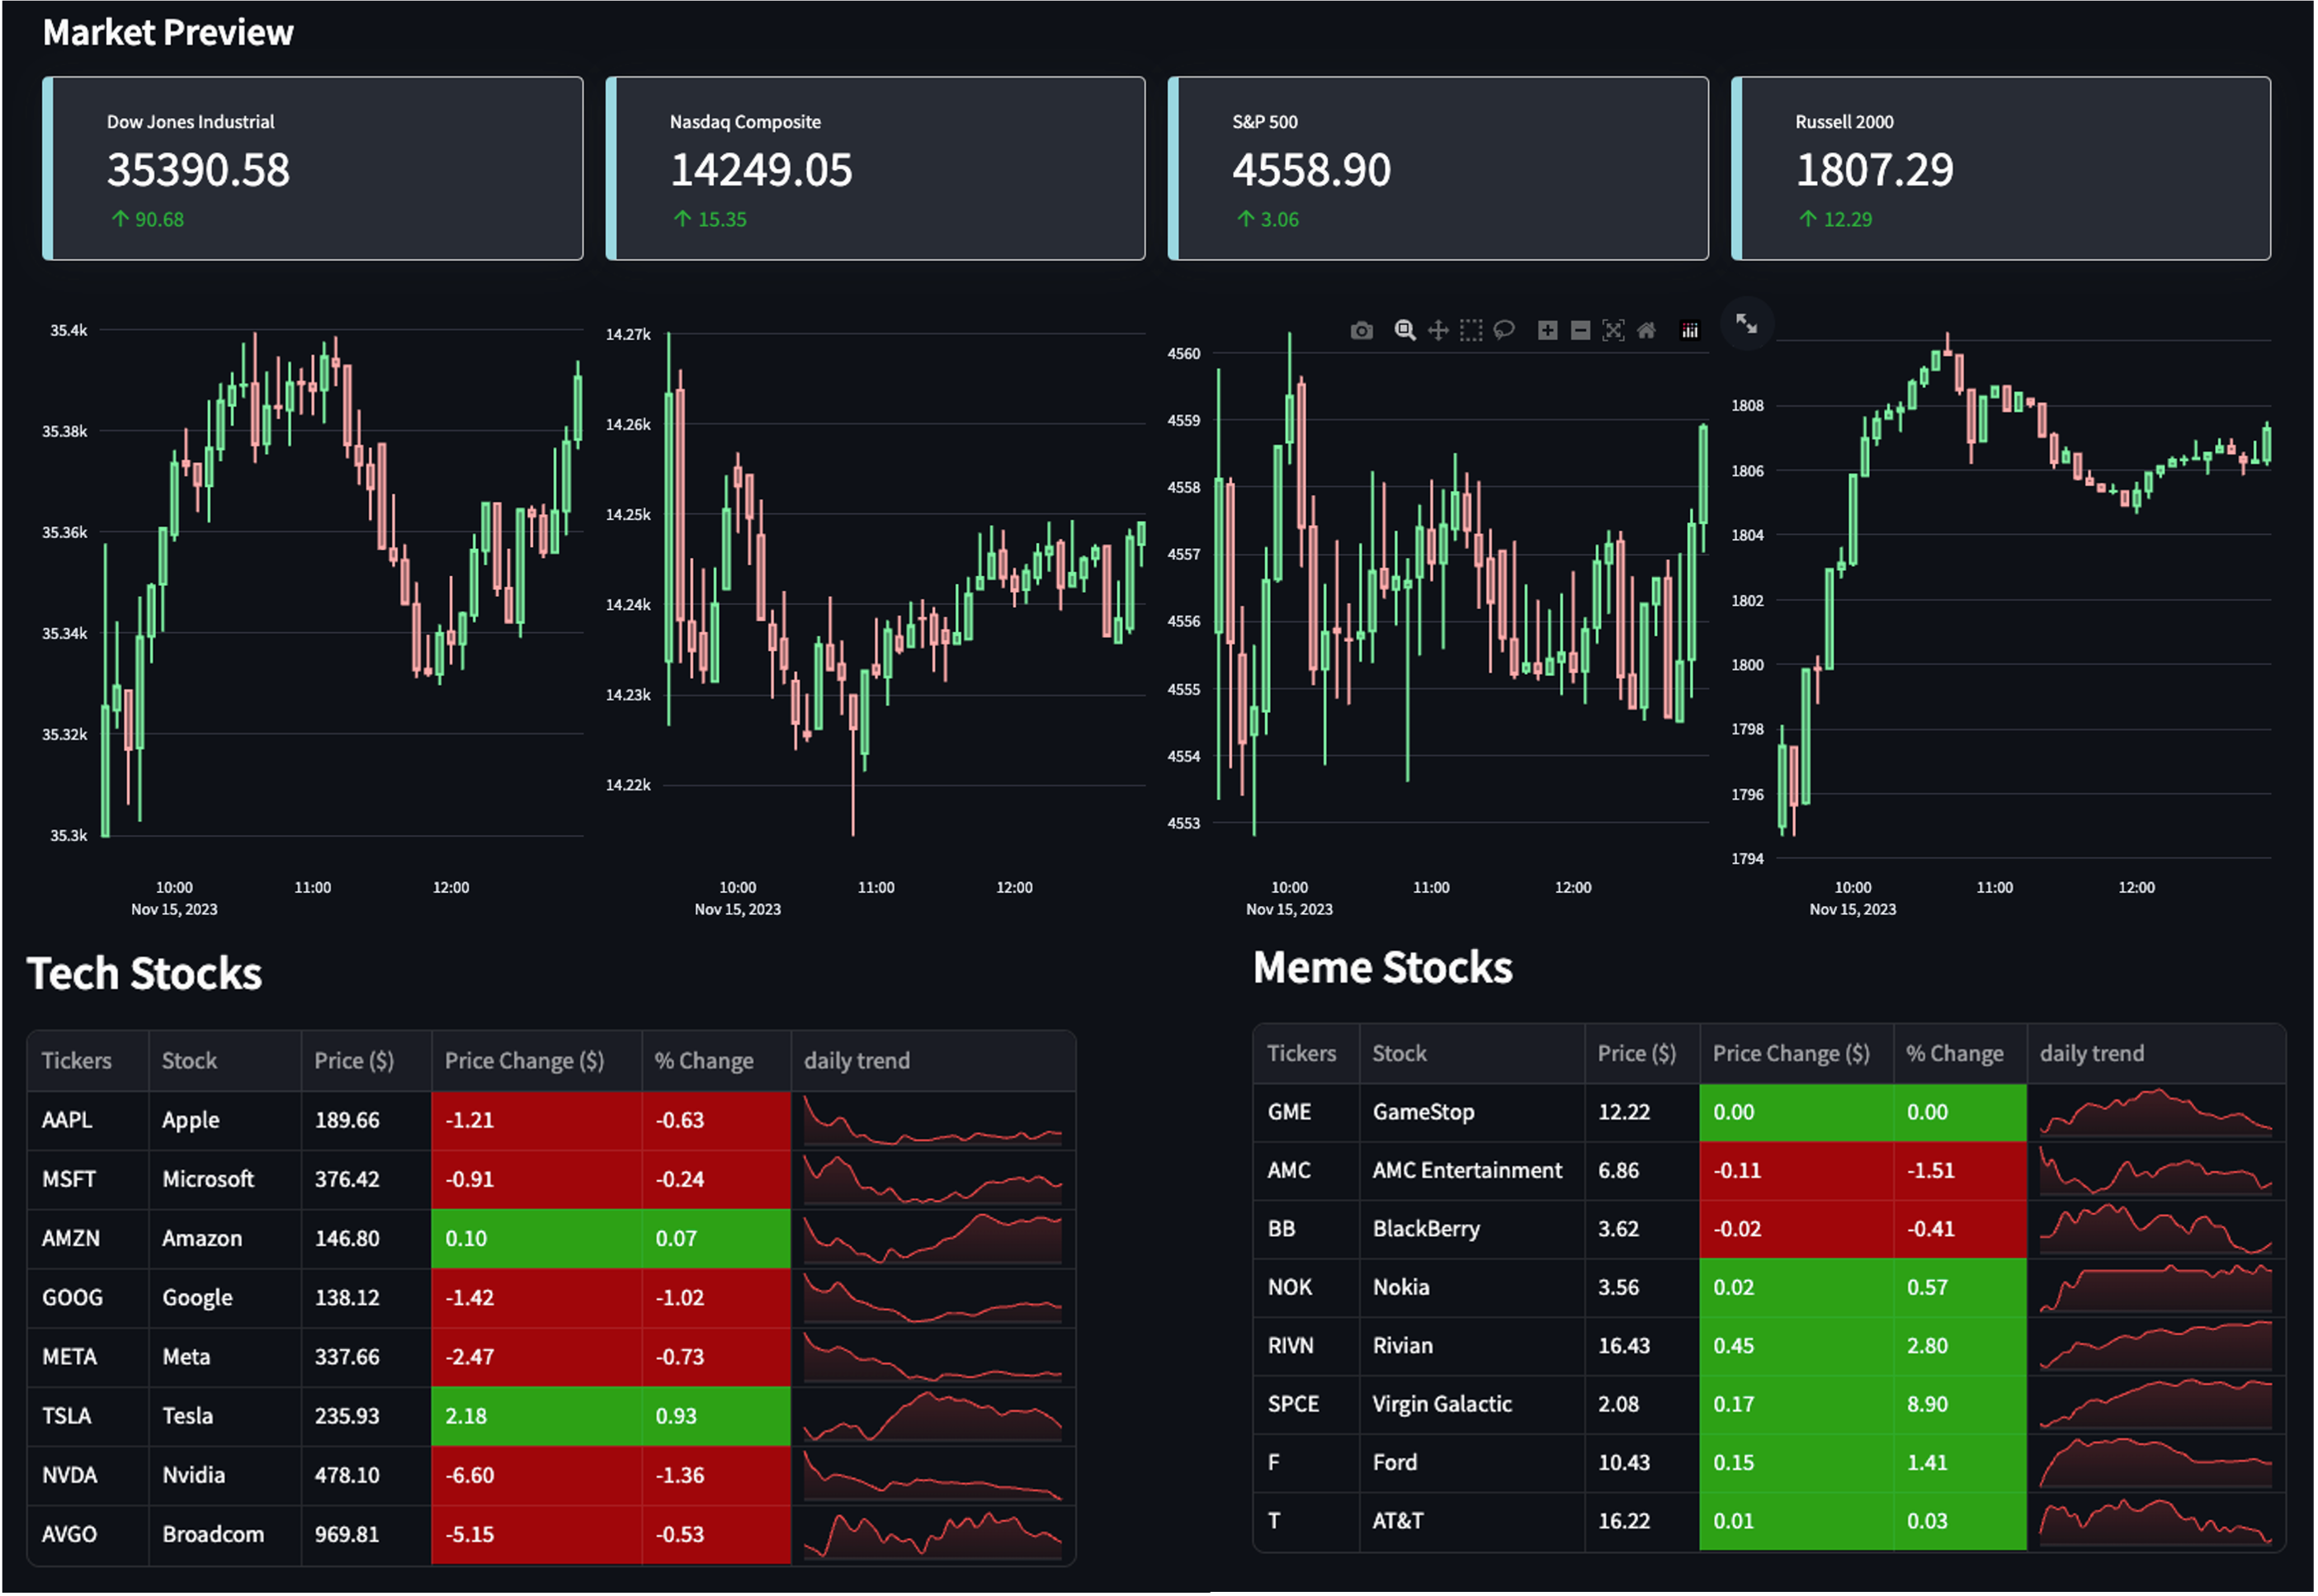 Market Preview
Dow Jones Industrial
35390.58
↑ 90.68
Nasdaq Composite
14249.05
↑ 15.35
S&P 500
4558.90
↑ 3.06
Russell 2000
1807.29
↑ 12.29
35.4k
35.38k
35.36k
35.34k
35.32k
35.3k
10:00 11:00 12:00
Nov 15, 2023
14.27k
14.26k
14.25k
14.24k
14.23k
14.22k
10:00 11:00 12:00
Nov 15, 2023
4560
4559
4558
4557
4556
4555
4554
4553
10:00 11:00 12:00
Nov 15, 2023
1808
1806
1804
1802
1800
1798
1796
1794
10:00 11:00 12:00
Nov 15, 2023
Tech Stocks
Tickers Stock Price ($) Price Change ($) % Change daily trend
AAPL Apple 189.66 -1.21 -0.63
MSFT Microsoft 376.42 -0.91 -0.24
AMZN Amazon 146.80 0.10 0.07
GOOG Google 138.12 -1.42 -1.02
META Meta 337.66 -2.47 -0.73
TSLA Tesla 235.93 2.18 0.93
NVDA Nvidia 478.10 -6.60 -1.36
AVGO Broadcom 969.81 -5.15 -0.53
Meme Stocks
Tickers Stock Price ($) Price Change ($) % Change daily trend
GME GameStop 12.22 0.00 0.00
AMC AMC Entertainment 6.86 -0.11 -1.51
BB BlackBerry 3.62 -0.02 -0.41
NOK Nokia 3.56 0.02 0.57
RIVN Rivian 16.43 0.45 2.80
SPCE Virgin Galactic 2.08 0.17 8.90
F Ford 10.43 0.15 1.41
T AT&T 16.22 0.01 0.03